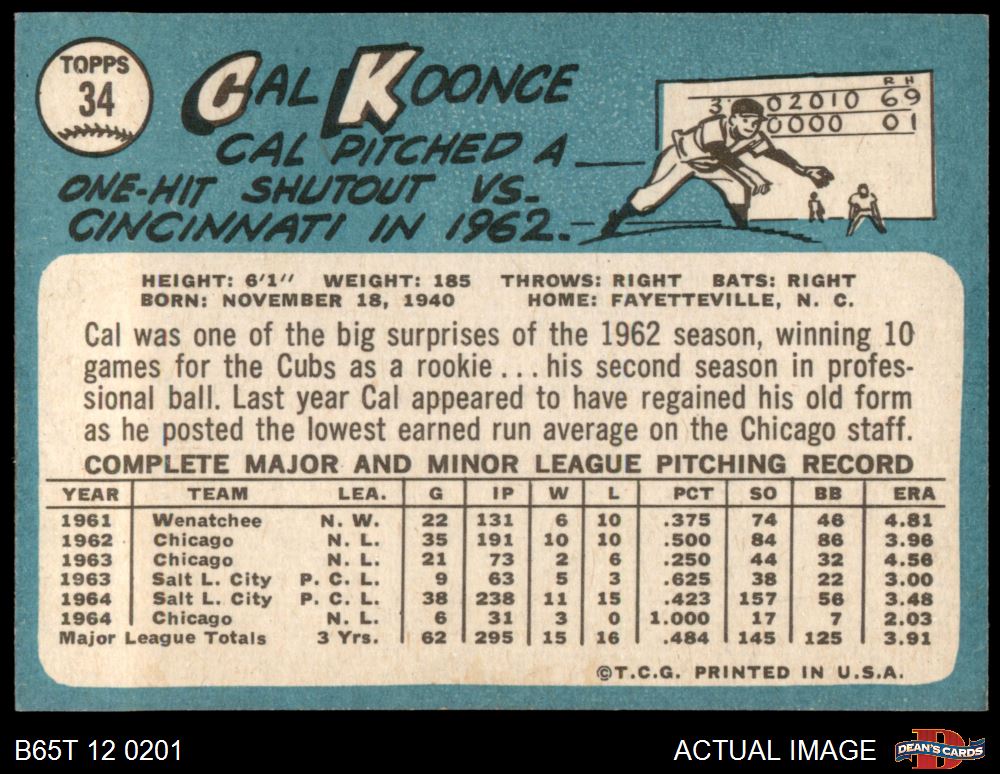 TOPPS
34
CAL KOONCE
CAL PITCHED A
ONE-HIT SHUTOUT VS.
CINCINNATI IN 1962.
R H
02010 69
0000 01
HEIGHT: 6'1" WEIGHT: 185 THROWS: RIGHT BATS: RIGHT
BORN: NOVEMBER 18, 1940 HOME: FAYETTEVILLE, N. C.
Cal was one of the big surprises of the 1962 season, winning 10
games for the Cubs as a rookie . . . his second season in profes-
sional ball. Last year Cal appeared to have regained his old form
as he posted the lowest earned run average on the Chicago staff.
COMPLETE MAJOR AND MINOR LEAGUE PITCHING RECORD
YEAR TEAM LEA. G IP W L PCT SO BB ERA
1961 Wenatchee N. W. 22 131 6 10 .375 74 46 4.81
1962 Chicago N. L. 35 191 10 10 .500 84 86 3.96
1963 Chicago N. L. 21 73 2 6 .250 44 32 4.56
1963 Salt L. City P. C. L. 9 63 5 3 .625 38 22 3.00
1964 Salt L. City P. C. L. 38 238 11 15 .423 157 56 3.48
1964 Chicago N. L. 6 31 3 0 1.000 17 7 2.03
Major League Totals 3 Yrs. 62 295 15 16 .484 145 125 3.91
©T.C.G. PRINTED IN U.S.A.
B65T 12 0201
ACTUAL IMAGE
DEAN'S CARDS